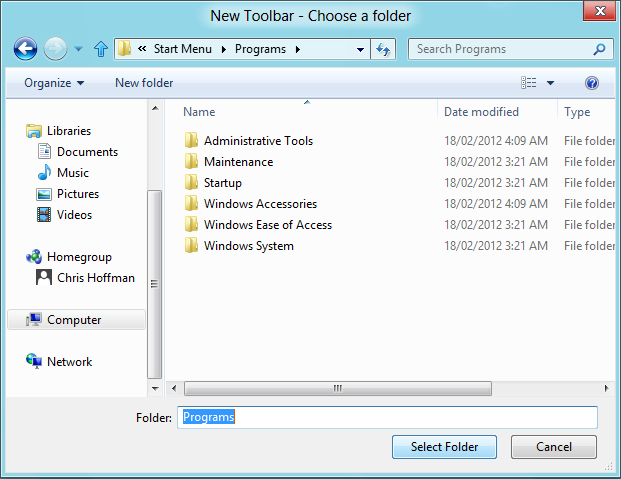 New Toolbar - Choose a folder
« Start Menu Programs Search Programs
Organize New folder
Name Date modified Type
Libraries
Documents
Music
Pictures
Videos
Homegroup
Chris Hoffman
Computer
Network
Administrative Tools 18/02/2012 4:09 AM File folder
Maintenance 18/02/2012 3:21 AM File folder
Startup 18/02/2012 3:21 AM File folder
Windows Accessories 18/02/2012 4:09 AM File folder
Windows Ease of Access 18/02/2012 3:21 AM File folder
Windows System 18/02/2012 3:21 AM File folder
Folder: Programs
Select Folder Cancel